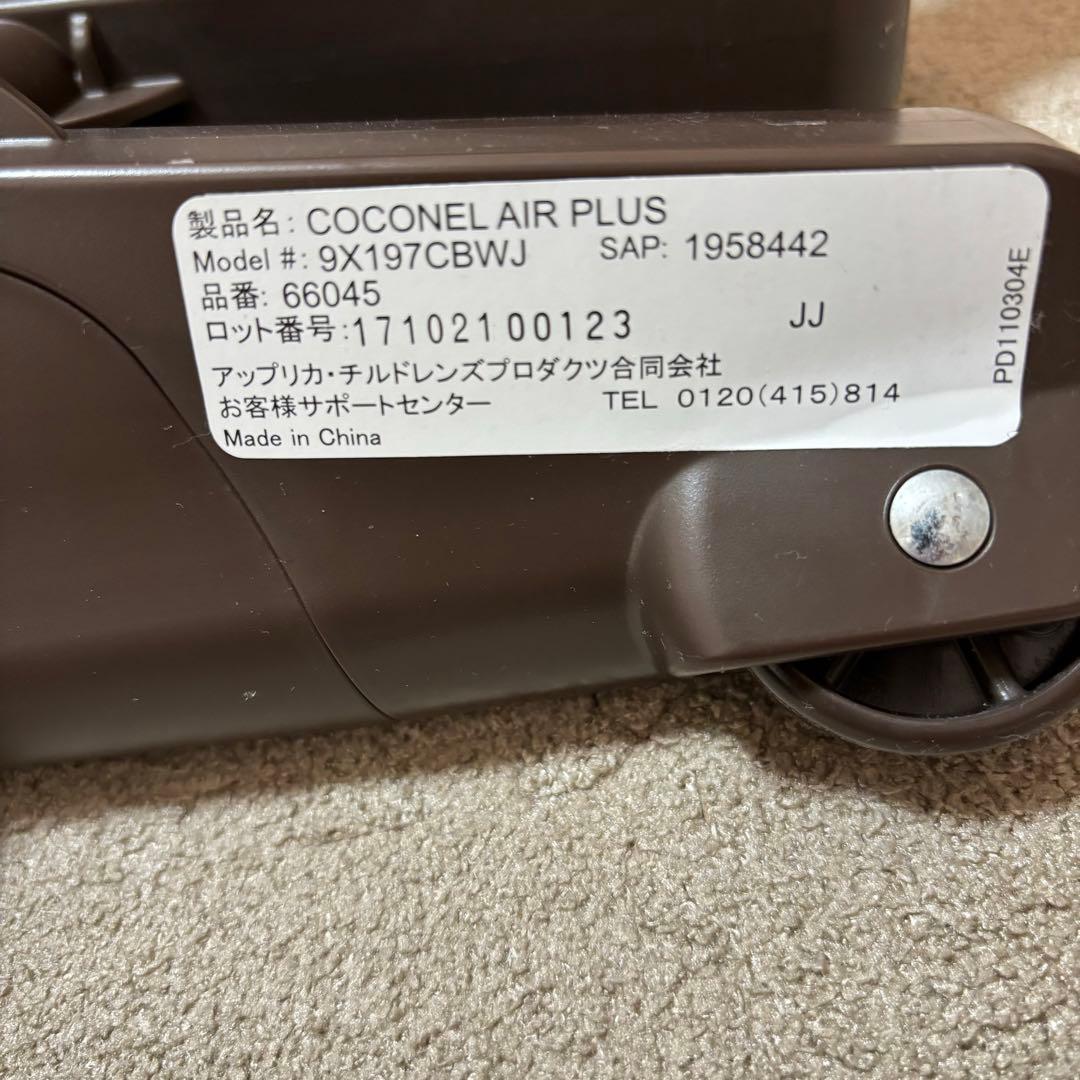 製品名: COCONEL AIR PLUS
Model #: 9X197CBWJ SAP: 1958442
品番: 66045
ロット番号:17102100123 JJ
アップリカ・チルドレンズプロダクツ合同会社
お客様サポートセンター TEL 0120(415)814
Made in China
PD110304E